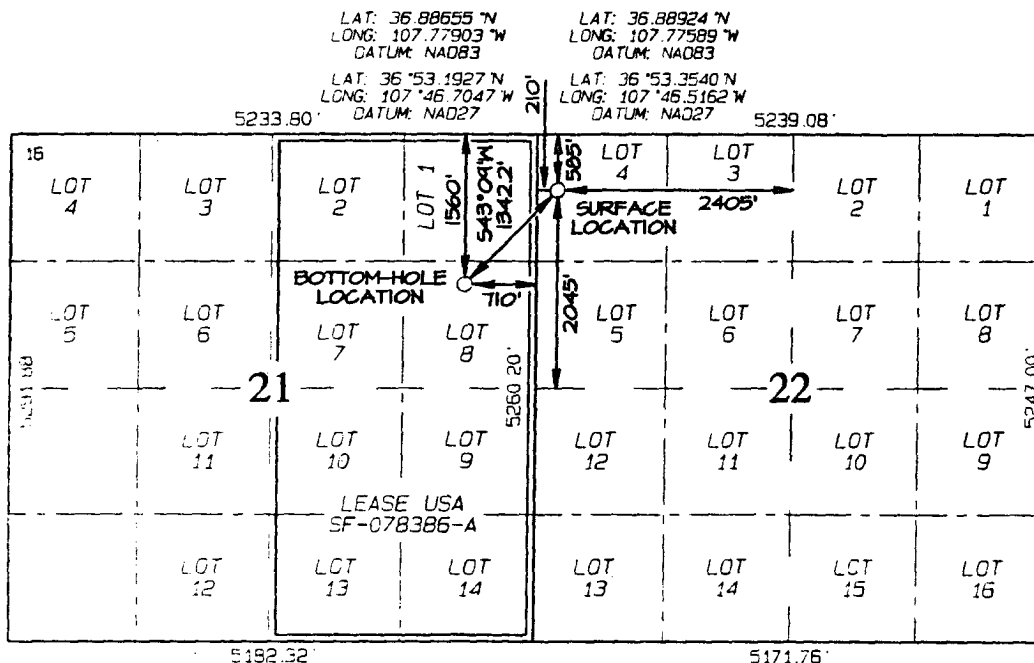 LAT: 36.88655 °N
LONG: 107.77903 °W
DATUM: NAD83
LAT: 36.88924 °N
LONG: 107.77589 °W
DATUM: NAD83
LAT: 36 °53.1927 'N
LONG: 107 °46.7047 'W
DATUM: NAD27
LAT: 36 °53.3540 'N
LONG: 107 °46.5162 'W
DATUM: NAD27
210'
5233.80'
5239.08'
16
LOT 4
LOT 3
LOT 2
LOT 1
1560'
S43°09'W
1342.2'
585'
LOT 4
LOT 3
2405'
LOT 2
LOT 1
SURFACE LOCATION
BOTTOM-HOLE LOCATION
710'
2045'
LOT 5
LOT 6
LOT 7
LOT 8
LOT 5
LOT 6
LOT 7
LOT 8
21
5260.20'
22
5247.00'
LOT 11
LOT 10
LOT 9
LOT 12
LOT 11
LOT 10
LOT 9
LEASE USA
SF-078386-A
LOT 12
LOT 13
LOT 14
LOT 13
LOT 14
LOT 15
LOT 16
5192.32'
5171.76'